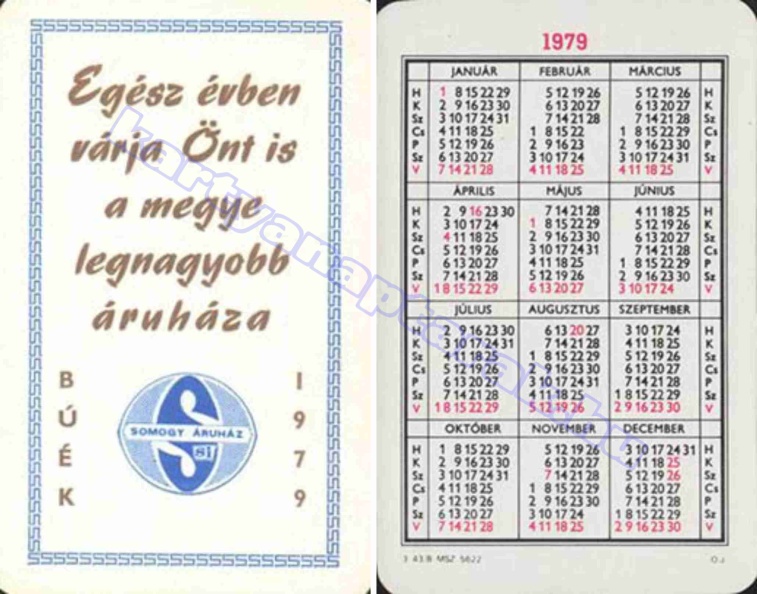 Egész évben
várja Önt is
a megye
legnagyobb
áruháza
BÚÉK
1979
SOMOGY ÁRUHÁZ
si
kartyanaptarak.hu
1979
JANUÁR FEBRUÁR MÁRCIUS
H 1 8 15 22 29 5 12 19 26 5 12 19 26 H
K 2 9 16 23 30 6 13 20 27 6 13 20 27 K
Sz 3 10 17 24 31 7 14 21 28 7 14 21 28 Sz
Cs 4 11 18 25 1 8 15 22 1 8 15 22 29 Cs
P 5 12 19 26 2 9 16 23 2 9 16 23 30 P
Sz 6 13 20 27 3 10 17 24 3 10 17 24 31 Sz
V 7 14 21 28 4 11 18 25 4 11 18 25 V
ÁPRILIS MÁJUS JÚNIUS
H 2 9 16 23 30 7 14 21 28 4 11 18 25 H
K 3 10 17 24 1 8 15 22 29 5 12 19 26 K
Sz 4 11 18 25 2 9 16 23 30 6 13 20 27 Sz
Cs 5 12 19 26 3 10 17 24 31 7 14 21 28 Cs
P 6 13 20 27 4 11 18 25 1 8 15 22 29 P
Sz 7 14 21 28 5 12 19 26 2 9 16 23 30 Sz
V 1 8 15 22 29 6 13 20 27 3 10 17 24 V
JÚLIUS AUGUSZTUS SZEPTEMBER
H 2 9 16 23 30 6 13 20 27 3 10 17 24 H
K 3 10 17 24 31 7 14 21 28 4 11 18 25 K
Sz 4 11 18 25 1 8 15 22 29 5 12 19 26 Sz
Cs 5 12 19 26 2 9 16 23 30 6 13 20 27 Cs
P 6 13 20 27 3 10 17 24 31 7 14 21 28 P
Sz 7 14 21 28 4 11 18 25 1 8 15 22 29 Sz
V 1 8 15 22 29 5 12 19 26 2 9 16 23 30 V
OKTÓBER NOVEMBER DECEMBER
H 1 8 15 22 29 5 12 19 26 3 10 17 24 31 H
K 2 9 16 23 30 6 13 20 27 4 11 18 25 K
Sz 3 10 17 24 31 7 14 21 28 5 12 19 26 Sz
Cs 4 11 18 25 1 8 15 22 29 6 13 20 27 Cs
P 5 12 19 26 2 9 16 23 30 7 14 21 28 P
Sz 6 13 20 27 3 10 17 24 1 8 15 22 29 Sz
V 7 14 21 28 4 11 18 25 2 9 16 23 30 V
3 43/B MSZ 5622